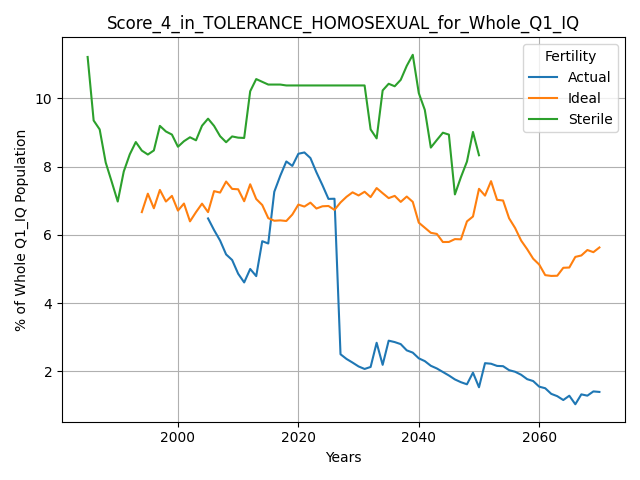 Score_4_in_TOLERANCE_HOMOSEXUAL_for_Whole_Q1_IQ
Fertility
Actual
Ideal
Sterile
% of Whole Q1_IQ Population
10
8
6
4
2
2000 2020 2040 2060
Years